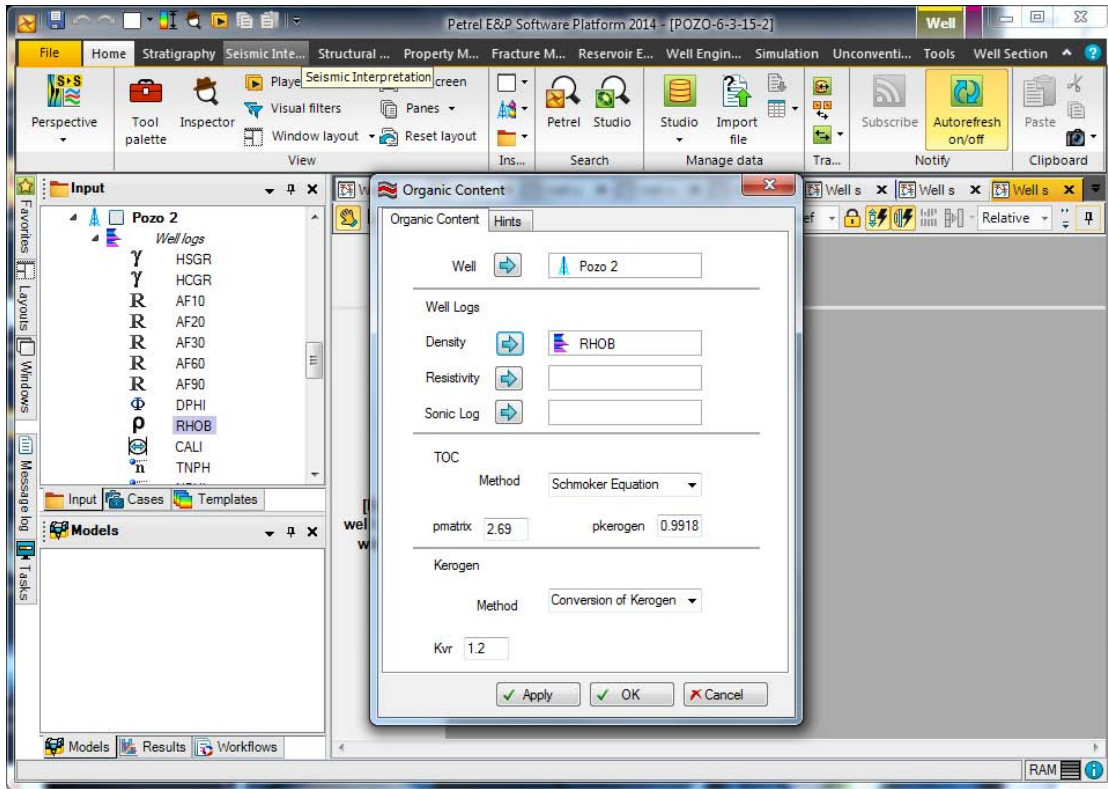 Petrel E&P Software Platform 2014 - [POZO-6-3-15-2]
Well
File Home Stratigraphy Seismic Inte... Structural ... Property M... Fracture M... Reservoir E... Well Engin... Simulation Unconventi... Tools Well Section
Seismic Interpretation
Perspective
Tool palette
Inspector
Playe
creen
Visual filters
Panes
Window layout
Reset layout
View
Ins...
Petrel
Studio
Search
Studio
Import file
Manage data
Tra...
Subscribe
Autorefresh on/off
Notify
Paste
Clipboard
Favorites
Layouts
Windows
Message log
Tasks
Input
Pozo 2
Well logs
γ HSGR
γ HCGR
R AF10
R AF20
R AF30
R AF60
R AF90
Φ DPHI
ρ RHOB
CALI
n TNPH
Input Cases Templates
Models
Models Results Workflows
W
Well s
Well s
Well s
ef
Relative
[
wel
w
Organic Content
Organic Content Hints
Well Pozo 2
Well Logs
Density RHOB
Resistivity
Sonic Log
TOC
Method Schmoker Equation
pmatrix 2.69 pkerogen 0.9918
Kerogen
Method Conversion of Kerogen
Kvr 1.2
Apply OK Cancel
RAM